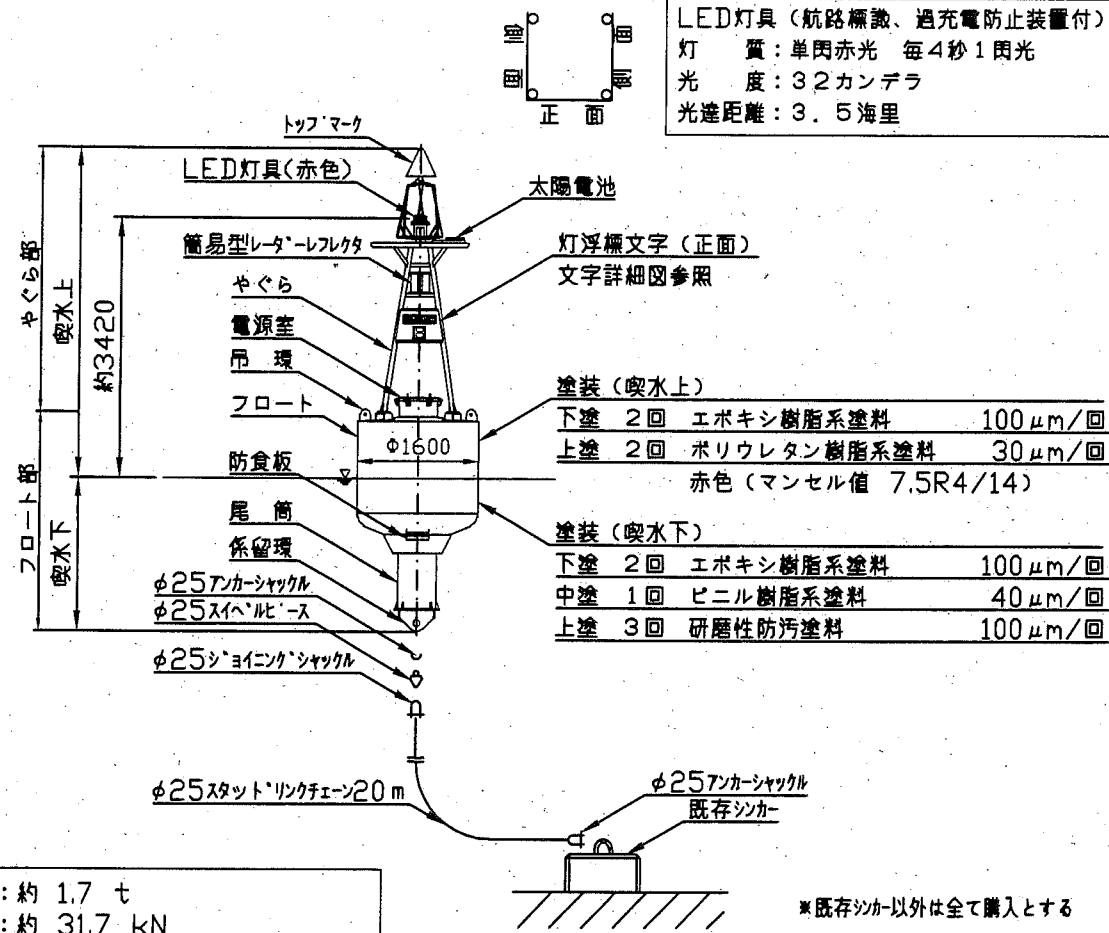 LED灯具（航路標識、過充電防止装置付）
灯　質：単閃赤光　毎4秒1閃光
光　度：32カンデラ
光達距離：3．5海里
側
面
面
側
正　面
トップマーク
LED灯具(赤色)
太陽電池
簡易型レーダーレフレクタ
灯浮標文字（正面）
文字詳細図参照
やぐら
電源室
吊　環
フロート
やぐら部
喫水上
約3420
フロート部
喫水下
Φ1600
防食板
尾　筒
係留環
φ25アンカーシャックル
φ25スイベルピース
φ25ジョイニングシャックル
塗装（喫水上）
下塗　2回　エポキシ樹脂系塗料　100μm/回
上塗　2回　ポリウレタン樹脂系塗料　30μm/回
赤色（マンセル値　7.5R4/14）
塗装（喫水下）
下塗　2回　エポキシ樹脂系塗料　100μm/回
中塗　1回　ビニル樹脂系塗料　40μm/回
上塗　3回　研磨性防汚塗料　100μm/回
φ25スタッドリンクチェーン20m
φ25アンカーシャックル
既存シンカー
：約 1.7 t
：約 31.7 kN
※既存シンカー以外は全て購入とする